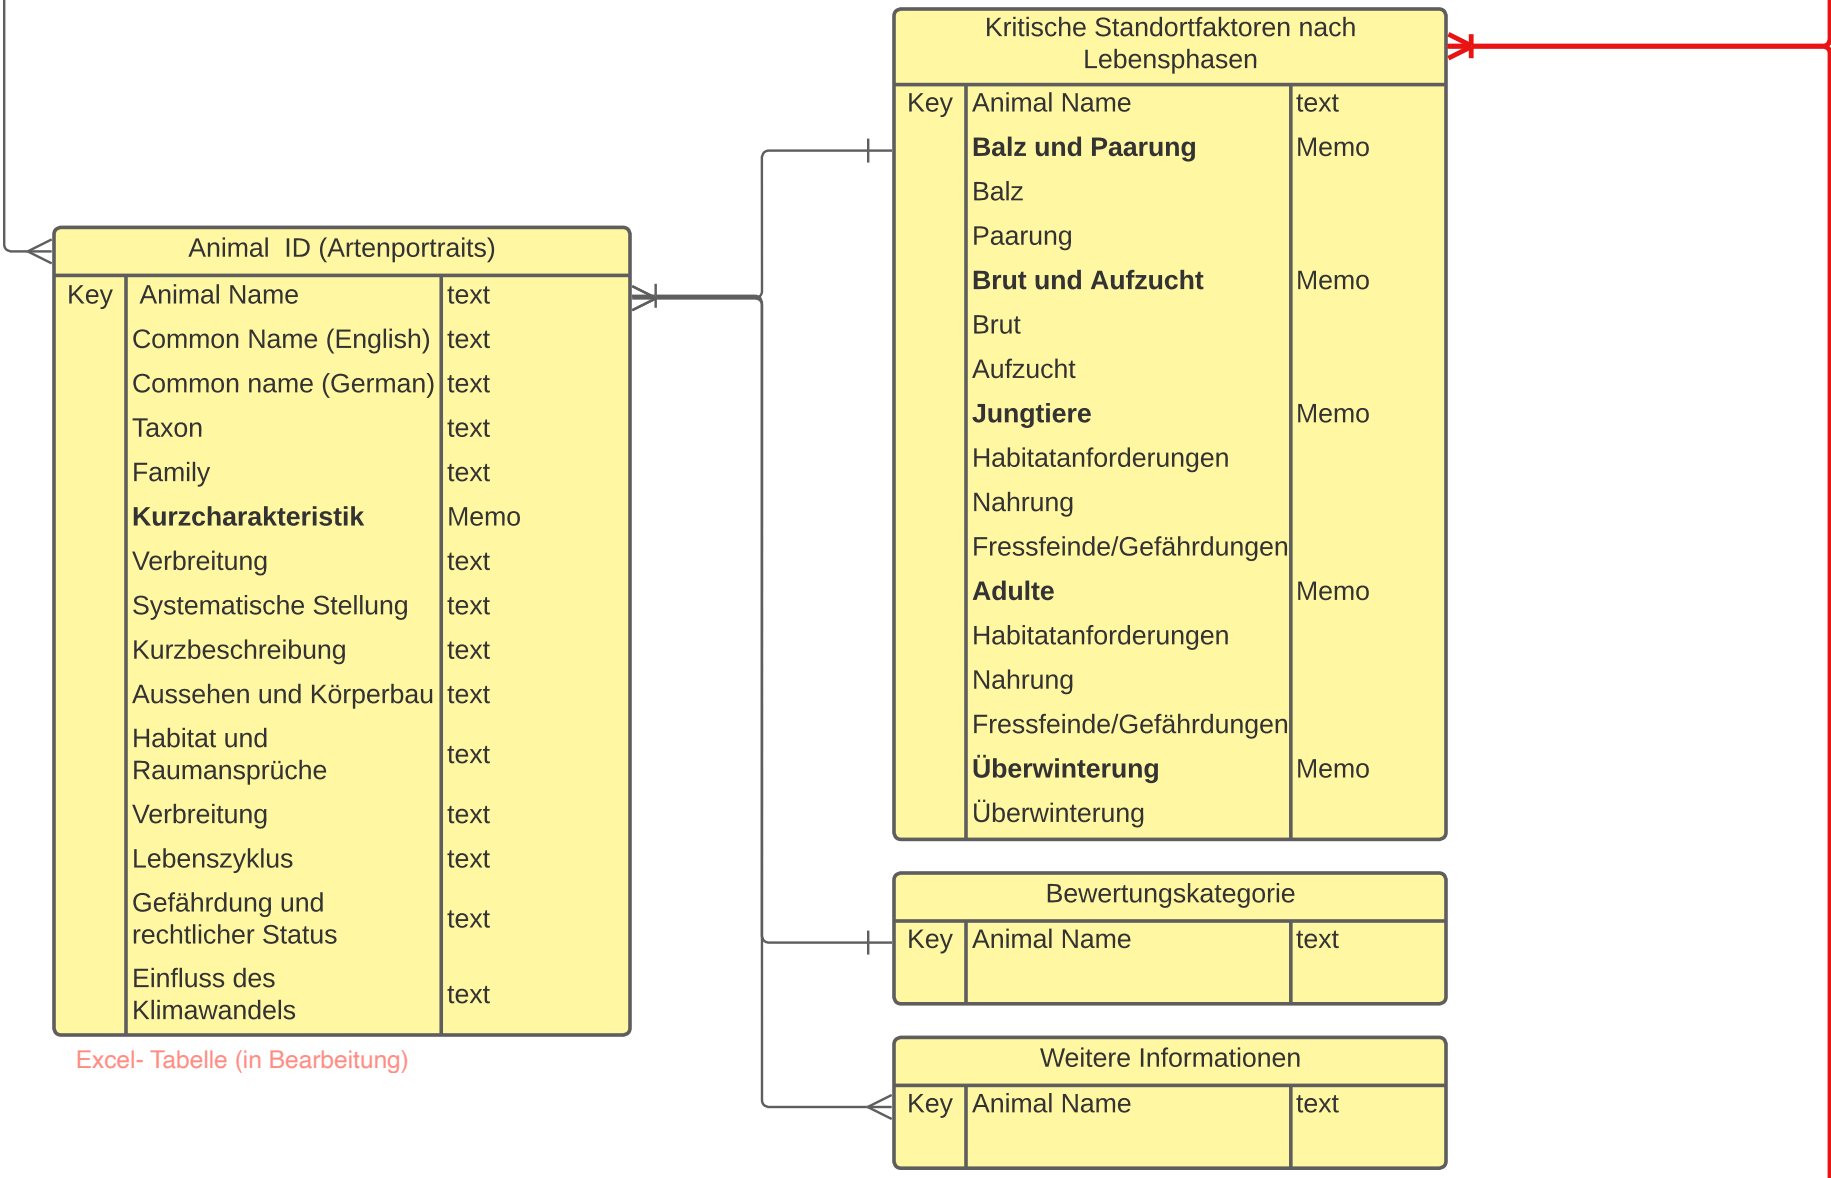 Kritische Standortfaktoren nach
Lebensphasen
Key Animal Name text
Balz und Paarung Memo
Balz
Paarung
Brut und Aufzucht Memo
Brut
Aufzucht
Jungtiere Memo
Habitatanforderungen
Nahrung
Fressfeinde/Gefährdungen
Adulte Memo
Habitatanforderungen
Nahrung
Fressfeinde/Gefährdungen
Überwinterung Memo
Überwinterung
Animal  ID (Artenportraits)
Key Animal Name text
Common Name (English) text
Common name (German) text
Taxon text
Family text
Kurzcharakteristik Memo
Verbreitung text
Systematische Stellung text
Kurzbeschreibung text
Aussehen und Körperbau text
Habitat und
Raumansprüche text
Verbreitung text
Lebenszyklus text
Gefährdung und
rechtlicher Status text
Einfluss des
Klimawandels text
Excel- Tabelle (in Bearbeitung)
Bewertungskategorie
Key Animal Name text
Weitere Informationen
Key Animal Name text